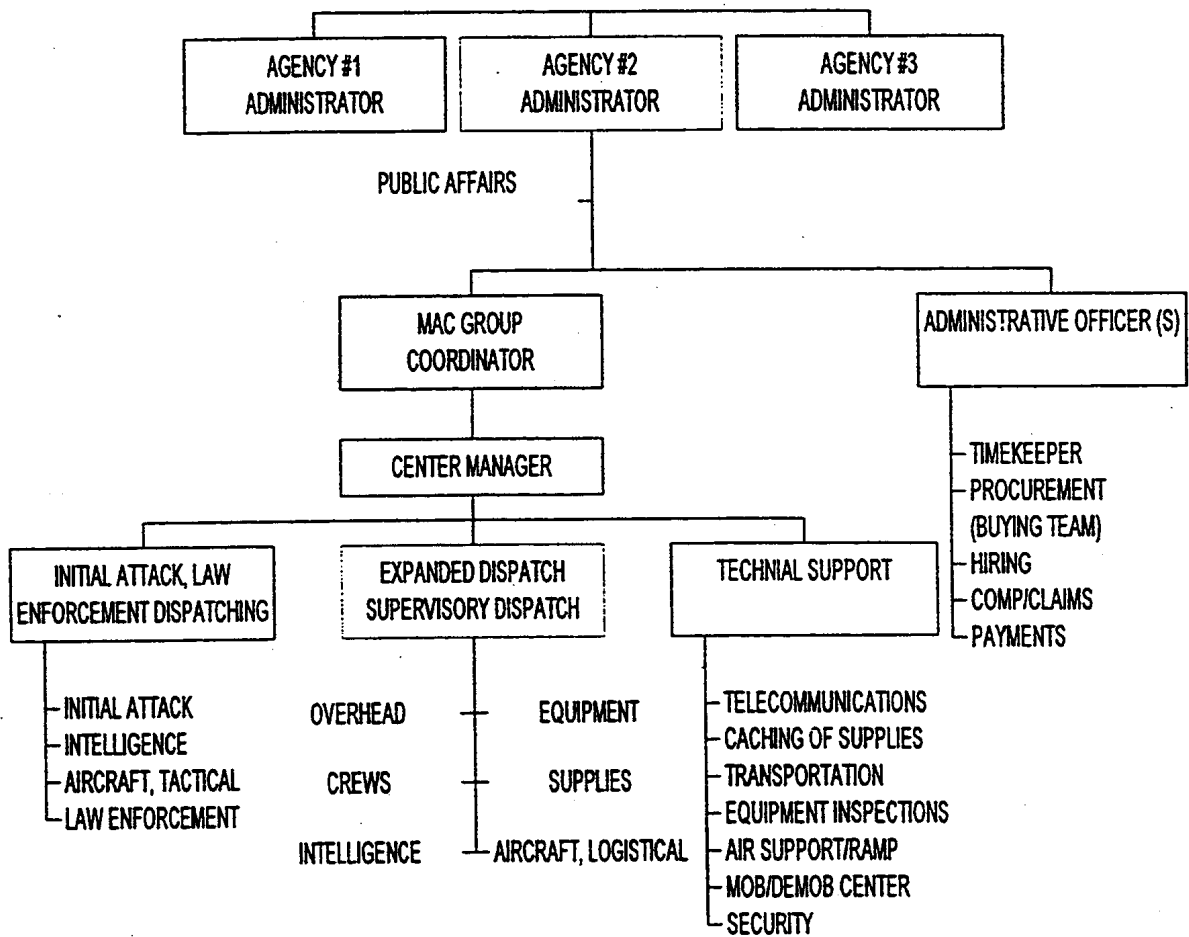 AGENCY #1
ADMINISTRATOR
AGENCY #2
ADMINISTRATOR
AGENCY #3
ADMINISTRATOR
PUBLIC AFFAIRS
MAC GROUP
COORDINATOR
ADMINISTRATIVE OFFICER (S)
TIMEKEEPER
PROCUREMENT
(BUYING TEAM)
HIRING
COMP/CLAIMS
PAYMENTS
CENTER MANAGER
INITIAL ATTACK, LAW
ENFORCEMENT DISPATCHING
INITIAL ATTACK
INTELLIGENCE
AIRCRAFT, TACTICAL
LAW ENFORCEMENT
EXPANDED DISPATCH
SUPERVISORY DISPATCH
OVERHEAD
EQUIPMENT
CREWS
SUPPLIES
INTELLIGENCE
AIRCRAFT, LOGISTICAL
TECHNIAL SUPPORT
TELECOMMUNICATIONS
CACHING OF SUPPLIES
TRANSPORTATION
EQUIPMENT INSPECTIONS
AIR SUPPORT/RAMP
MOB/DEMOB CENTER
SECURITY